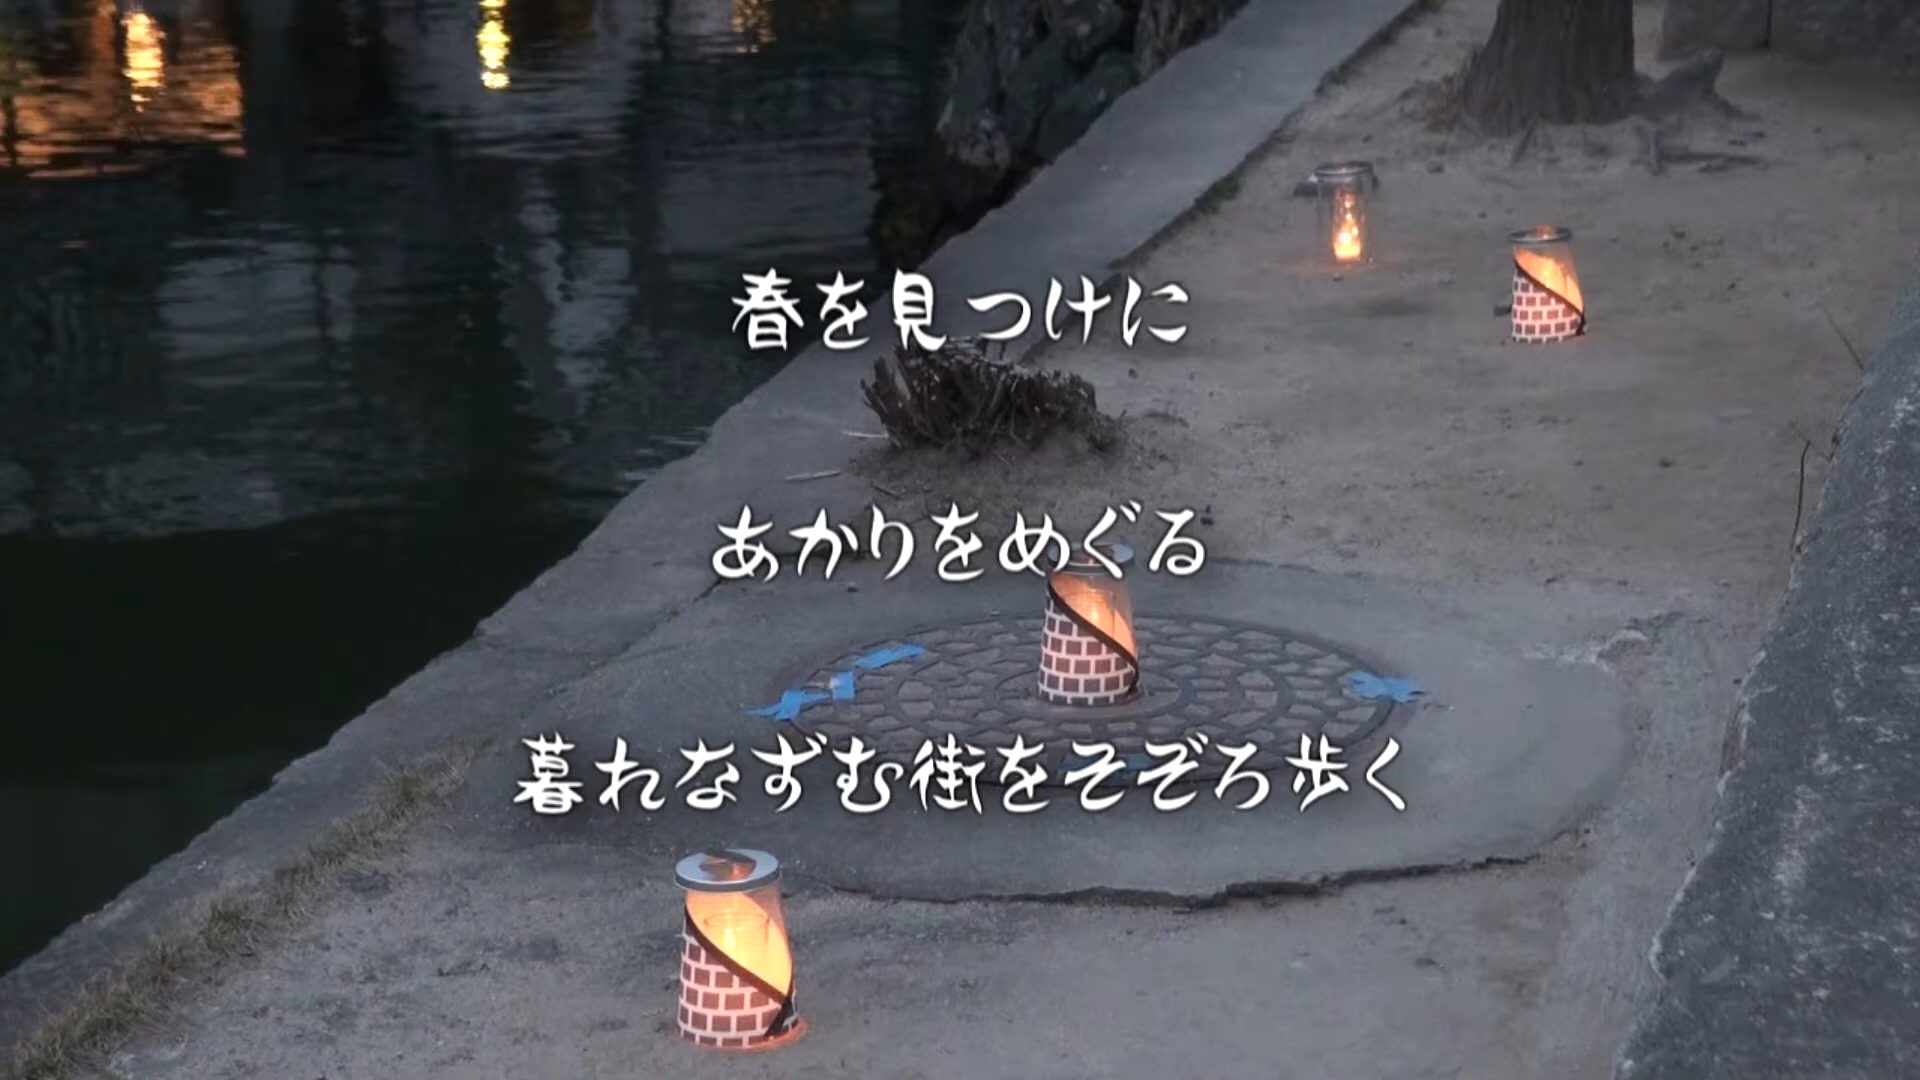 春を見つけに
あかりをめぐる
暮れなずむ街をそぞろ歩く